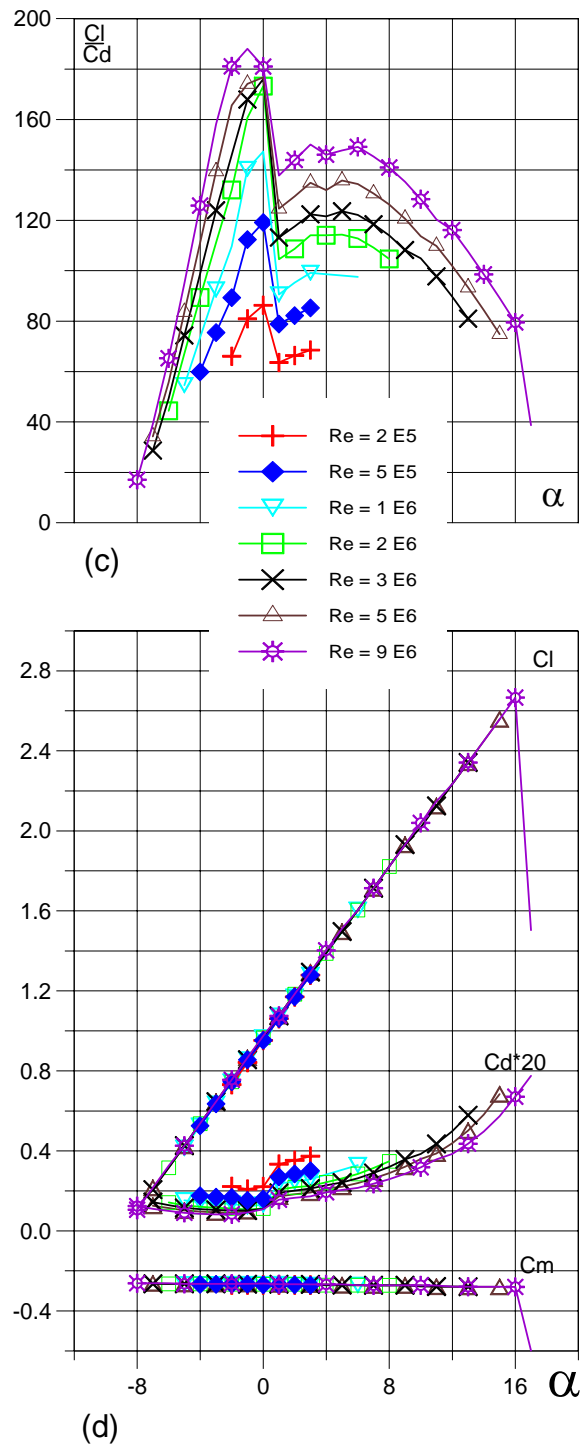 200
Cl
Cd
160
120
80
40
0
α
(c)
Re = 2 E5
Re = 5 E5
Re = 1 E6
Re = 2 E6
Re = 3 E6
Re = 5 E6
Re = 9 E6
Cl
2.8
2.4
2.0
1.6
1.2
0.8
Cd*20
0.4
0.0
Cm
-0.4
-8 0 8 16 α
(d)